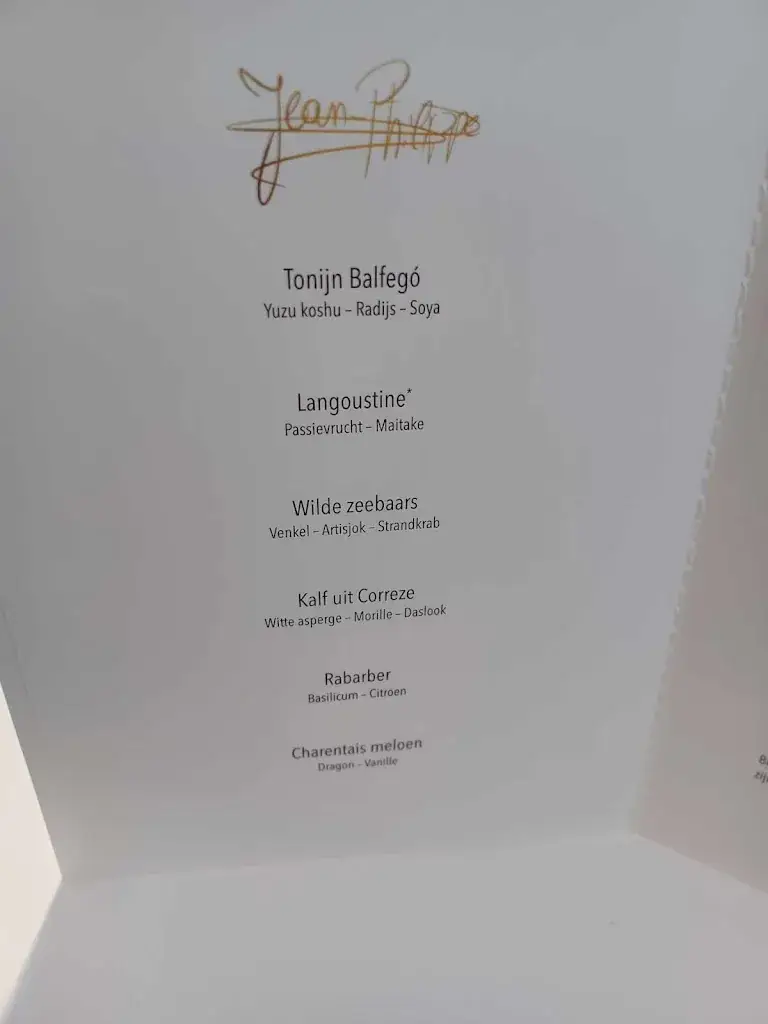 Jean-Philippe
Tonijn Balfegó
Yuzu koshu – Radijs – Soya
Langoustine*
Passievrucht – Maitake
Wilde zeebaars
Venkel – Artisjok – Strandkrab
Kalf uit Correze
Witte asperge – Morille – Daslook
Rabarber
Basilicum – Citroen
Charentais meloen
Dragon – Vanille